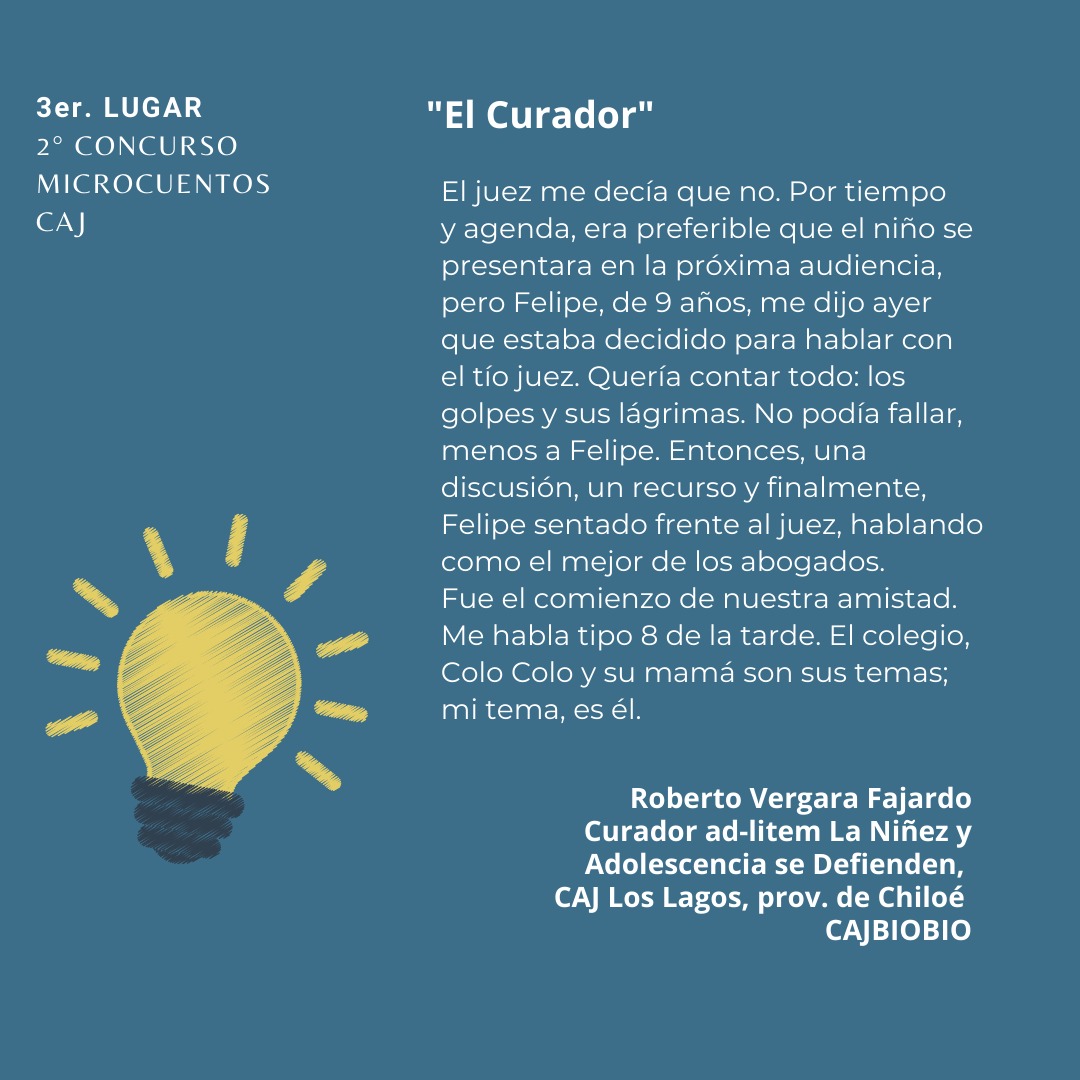 3er. LUGAR
2° CONCURSO
MICROCUENTOS
CAJ
"El Curador"
El juez me decía que no. Por tiempo
y agenda, era preferible que el niño se
presentara en la próxima audiencia,
pero Felipe, de 9 años, me dijo ayer
que estaba decidido para hablar con
el tío juez. Quería contar todo: los
golpes y sus lágrimas. No podía fallar,
menos a Felipe. Entonces, una
discusión, un recurso y finalmente,
Felipe sentado frente al juez, hablando
como el mejor de los abogados.
Fue el comienzo de nuestra amistad.
Me habla tipo 8 de la tarde. El colegio,
Colo Colo y su mamá son sus temas;
mi tema, es él.
Roberto Vergara Fajardo
Curador ad-litem La Niñez y
Adolescencia se Defienden,
CAJ Los Lagos, prov. de Chiloé
CAJBIOBIO